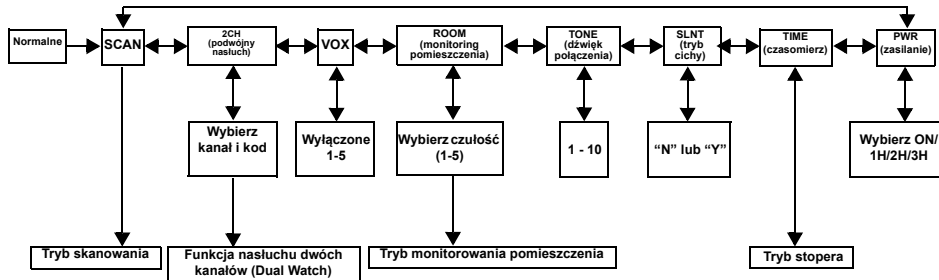 Normalne
SCAN
2CH
(podwójny
nasłuch)
VOX
ROOM
(monitoring
pomieszczenia)
TONE
(dźwięk
połączenia)
SLNT
(tryb
cichy)
TIME
(czasomierz)
PWR
(zasilanie)
Wybierz
kanał i kod
Wyłączone
1-5
Wybierz czułość
(1-5)
1 - 10
“N” lub “Y”
Wybierz ON/
1H/2H/3H
Tryb skanowania
Funkcja nasłuchu dwóch
kanałów (Dual Watch)
Tryb monitorowania pomieszczenia
Tryb stopera